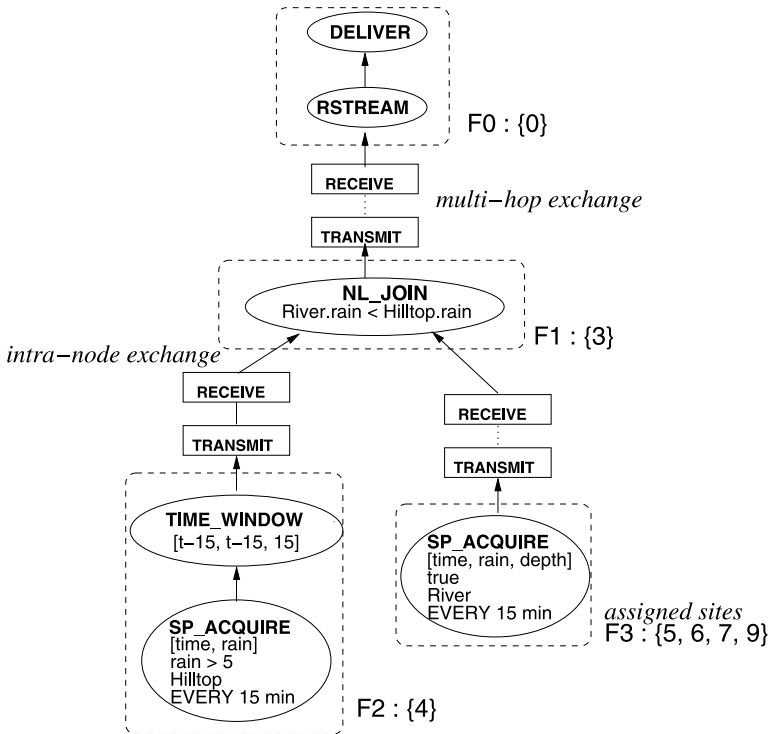 DELIVER
RSTREAM
F0 : {0}
RECEIVE
multi−hop exchange
TRANSMIT
NL_JOIN
River.rain < Hilltop.rain
F1 : {3}
intra−node exchange
RECEIVE
TRANSMIT
RECEIVE
TRANSMIT
TIME_WINDOW
[t−15, t−15, 15]
SP_ACQUIRE
[time, rain]
rain > 5
Hilltop
EVERY 15 min
F2 : {4}
SP_ACQUIRE
[time, rain, depth]
true
River
EVERY 15 min
assigned sites
F3 : {5, 6, 7, 9}